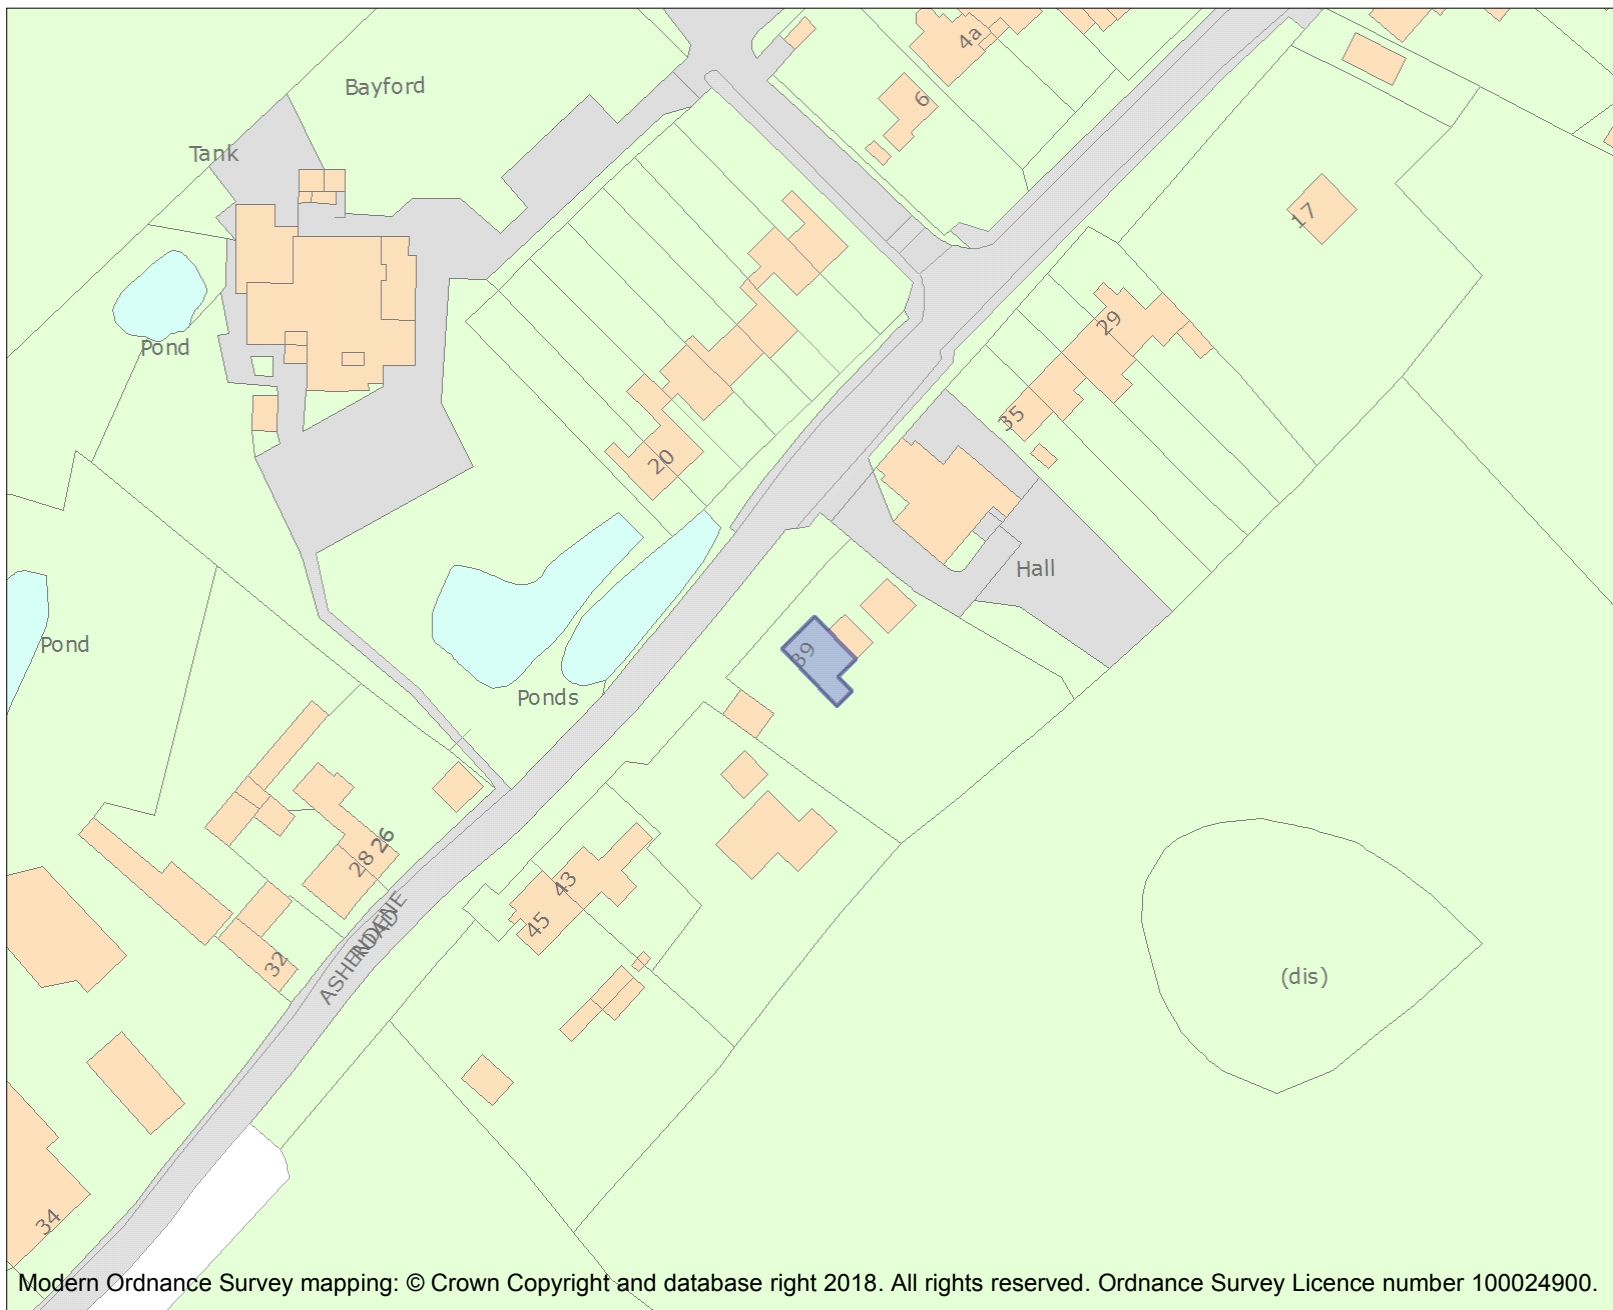 4a
Bayford
6
Tank
17
29
Pond
35
20
Hall
Pond
39
Ponds
26
28
43
45
ASHENDENE
ROAD
32
(dis)
34
Modern Ordnance Survey mapping: © Crown Copyright and database right 2018. All rights reserved. Ordnance Survey Licence number 100024900.